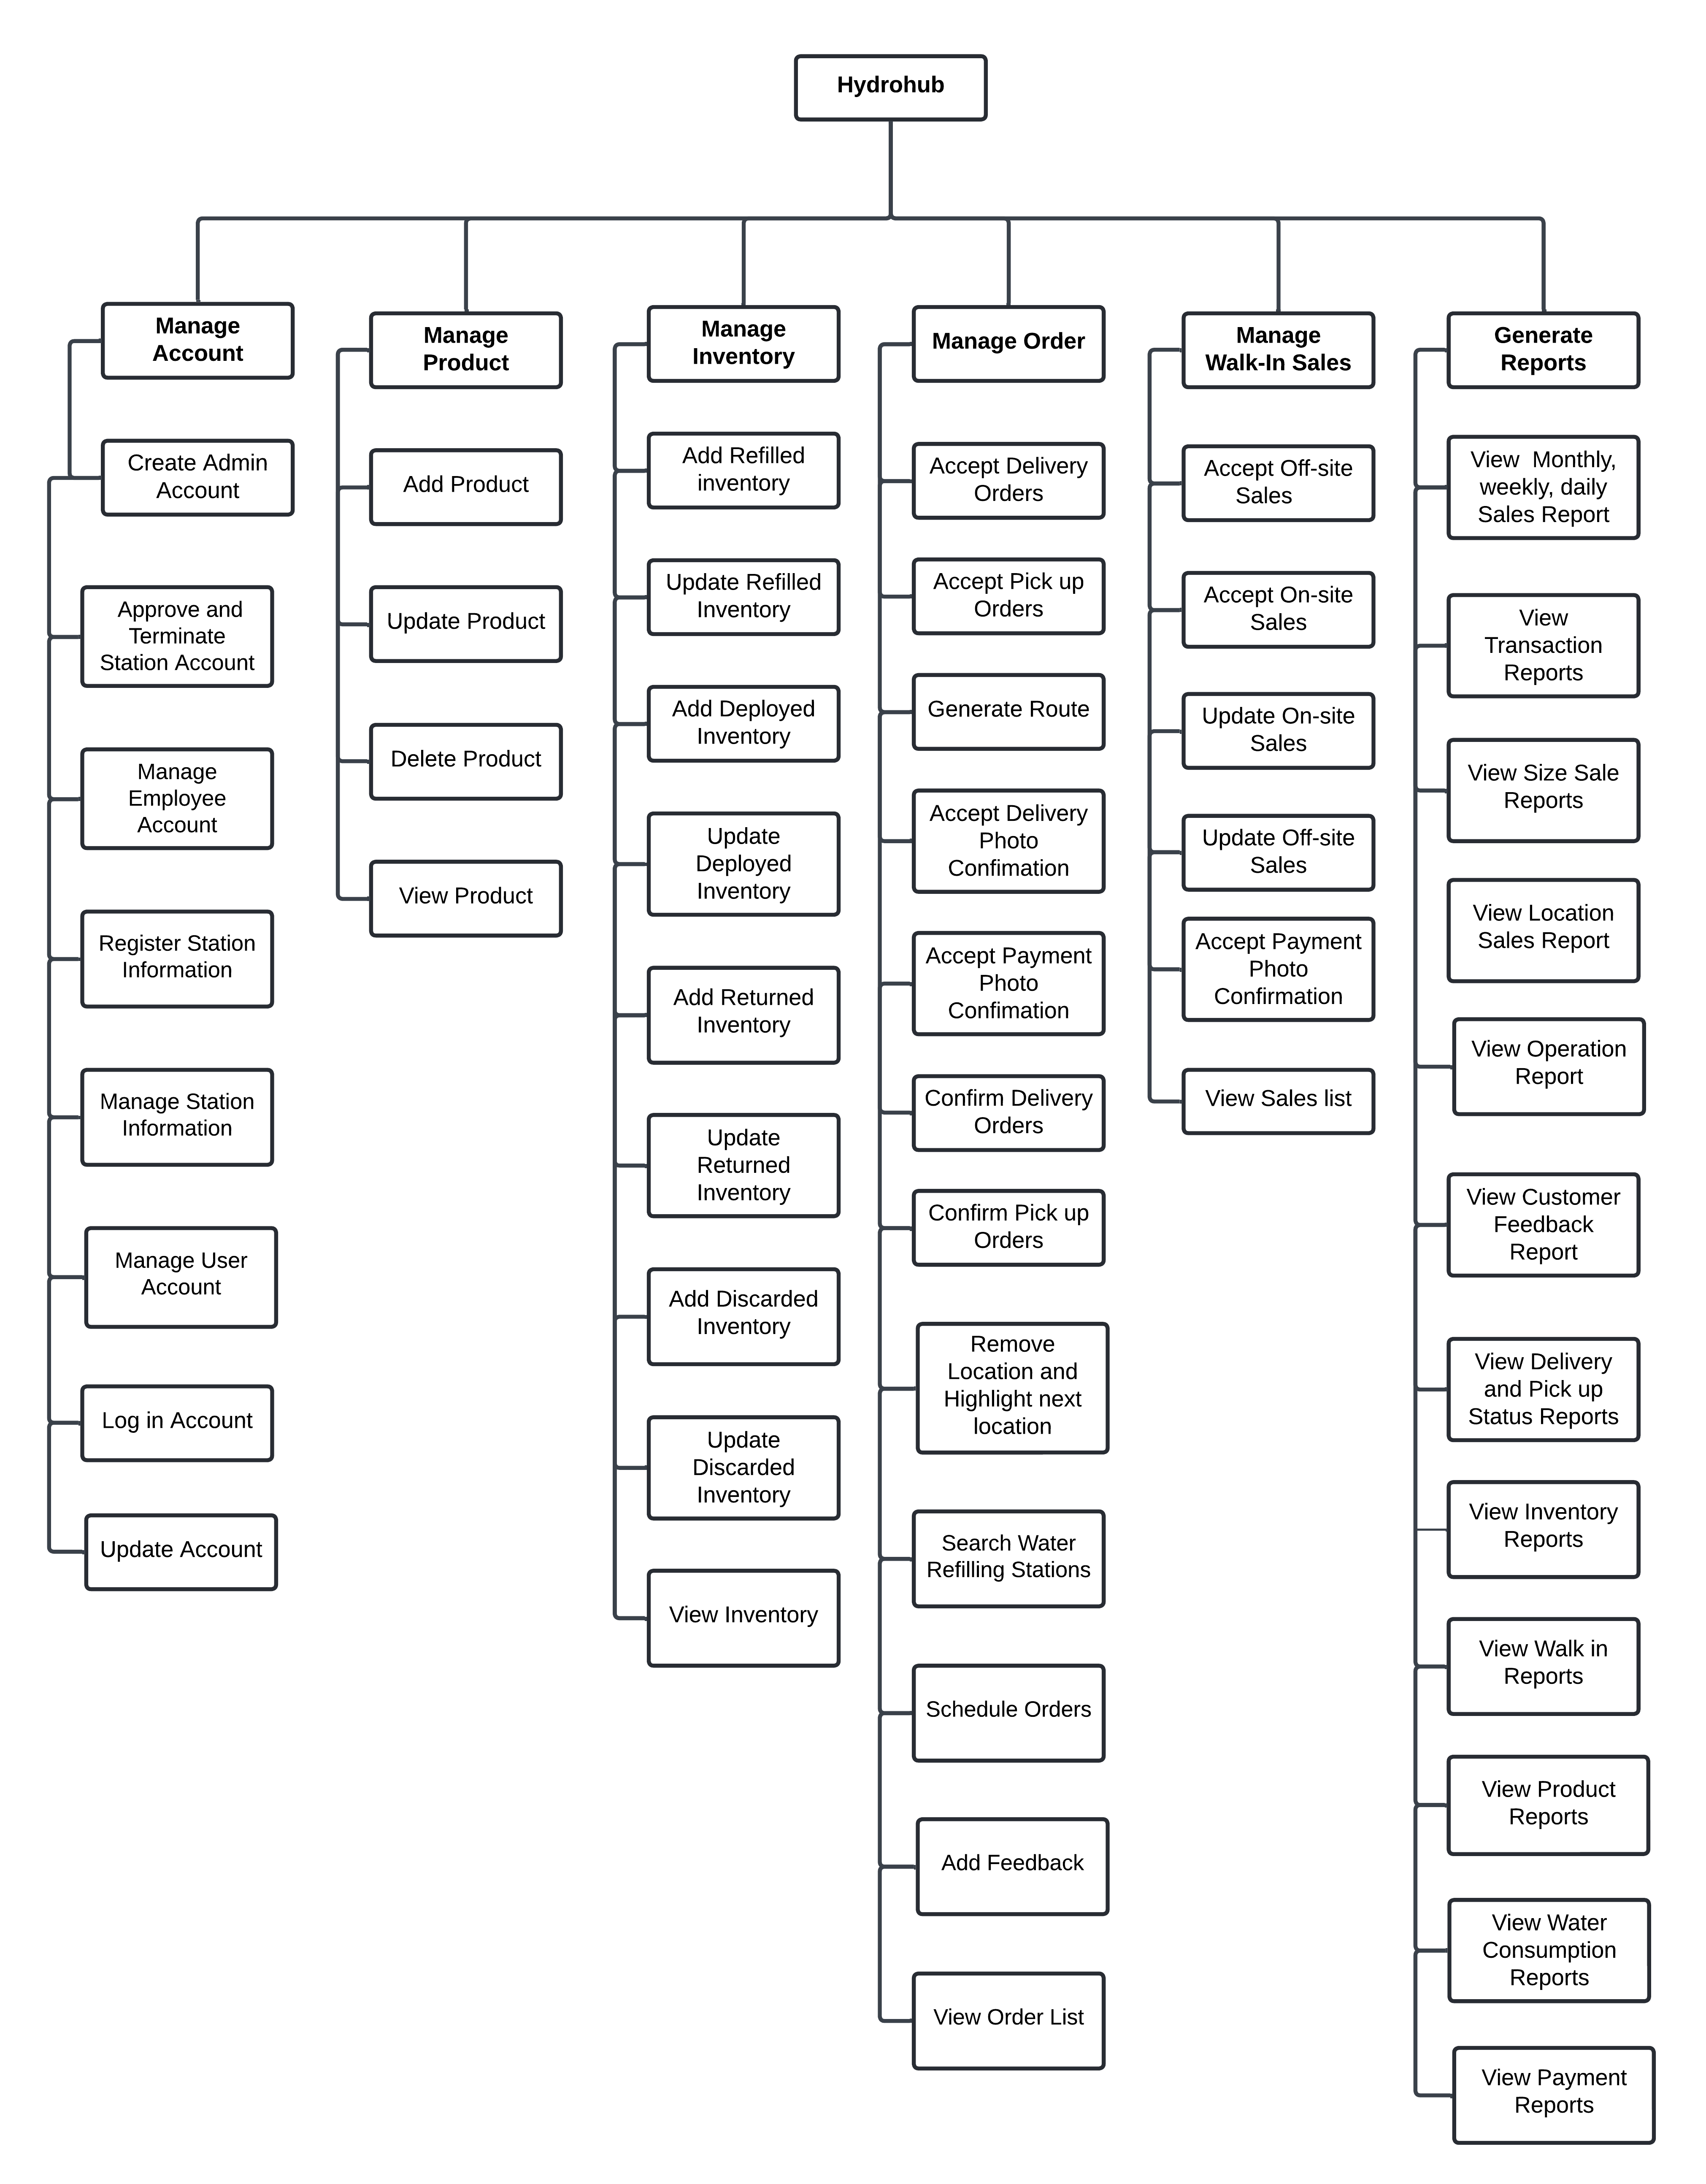 Hydrohub
Manage
Account
Create Admin
Account
Approve and
Terminate
Station Account
Manage
Employee
Account
Register Station
Information
Manage Station
Information
Manage User
Account
Log in Account
Update Account
Manage
Product
Add Product
Update Product
Delete Product
View Product
Manage
Inventory
Add Refilled
inventory
Update Refilled
Inventory
Add Deployed
Inventory
Update
Deployed
Inventory
Add Returned
Inventory
Update
Returned
Inventory
Add Discarded
Inventory
Update
Discarded
Inventory
View Inventory
Manage Order
Accept Delivery
Orders
Accept Pick up
Orders
Generate Route
Accept Delivery
Photo
Confimation
Accept Payment
Photo
Confimation
Confirm Delivery
Orders
Confirm Pick up
Orders
Remove
Location and
Highlight next
location
Search Water
Refilling Stations
Schedule Orders
Add Feedback
View Order List
Manage
Walk-In Sales
Accept Off-site
Sales
Accept On-site
Sales
Update On-site
Sales
Update Off-site
Sales
Accept Payment
Photo
Confirmation
View Sales list
Generate
Reports
View  Monthly,
weekly, daily
Sales Report
View
Transaction
Reports
View Size Sale
Reports
View Location
Sales Report
View Operation
Report
View Customer
Feedback
Report
View Delivery
and Pick up
Status Reports
View Inventory
Reports
View Walk in
Reports
View Product
Reports
View Water
Consumption
Reports
View Payment
Reports